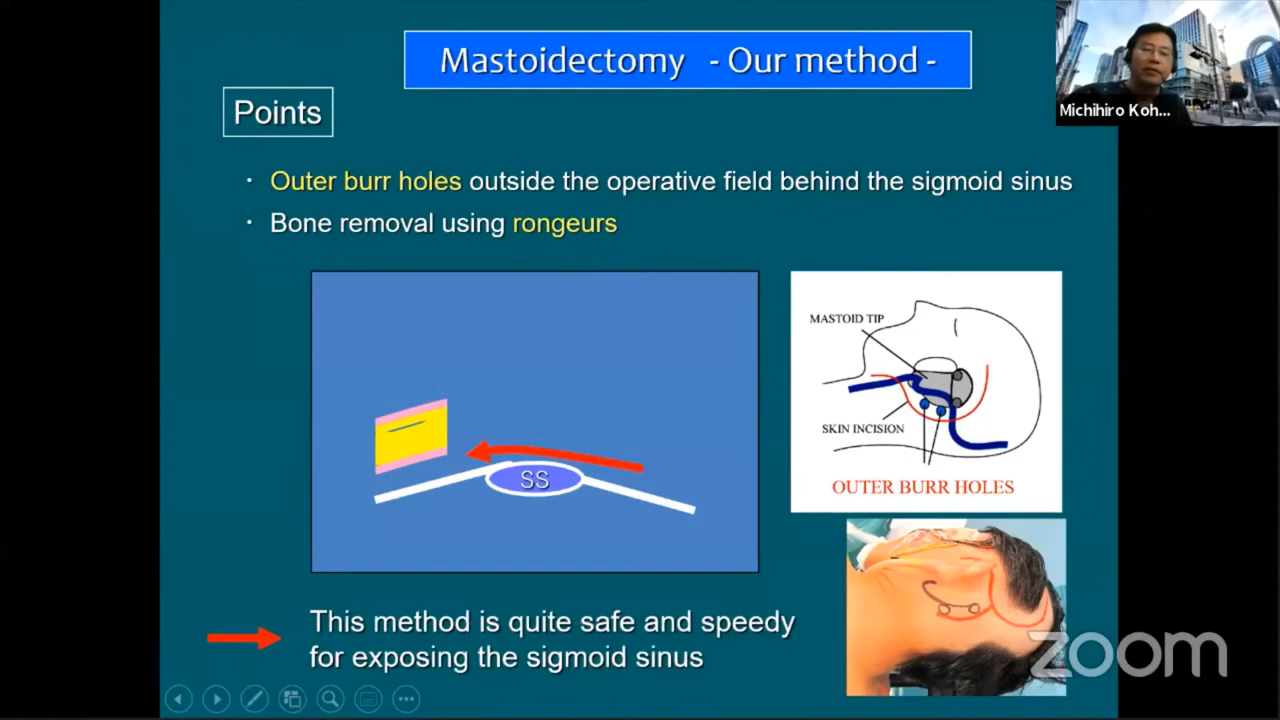 Mastoidectomy - Our method -
Michihiro Koh...
Points
· Outer burr holes outside the operative field behind the sigmoid sinus
· Bone removal using rongeurs
MASTOID TIP
SKIN INCISION
OUTER BURR HOLES
SS
This method is quite safe and speedy
for exposing the sigmoid sinus
zoom